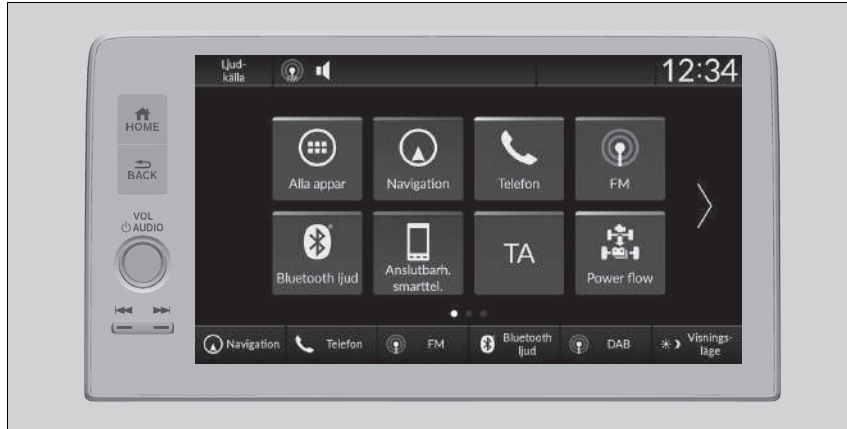 Ljud-
källa
FM
12:34
HOME
BACK
VOL
AUDIO
Alla appar
Navigation
Telefon
FM
Bluetooth ljud
Anslutbarh.
smarttel.
TA
Power flow
Navigation
Telefon
FM
Bluetooth
ljud
DAB
Visnings-
läge